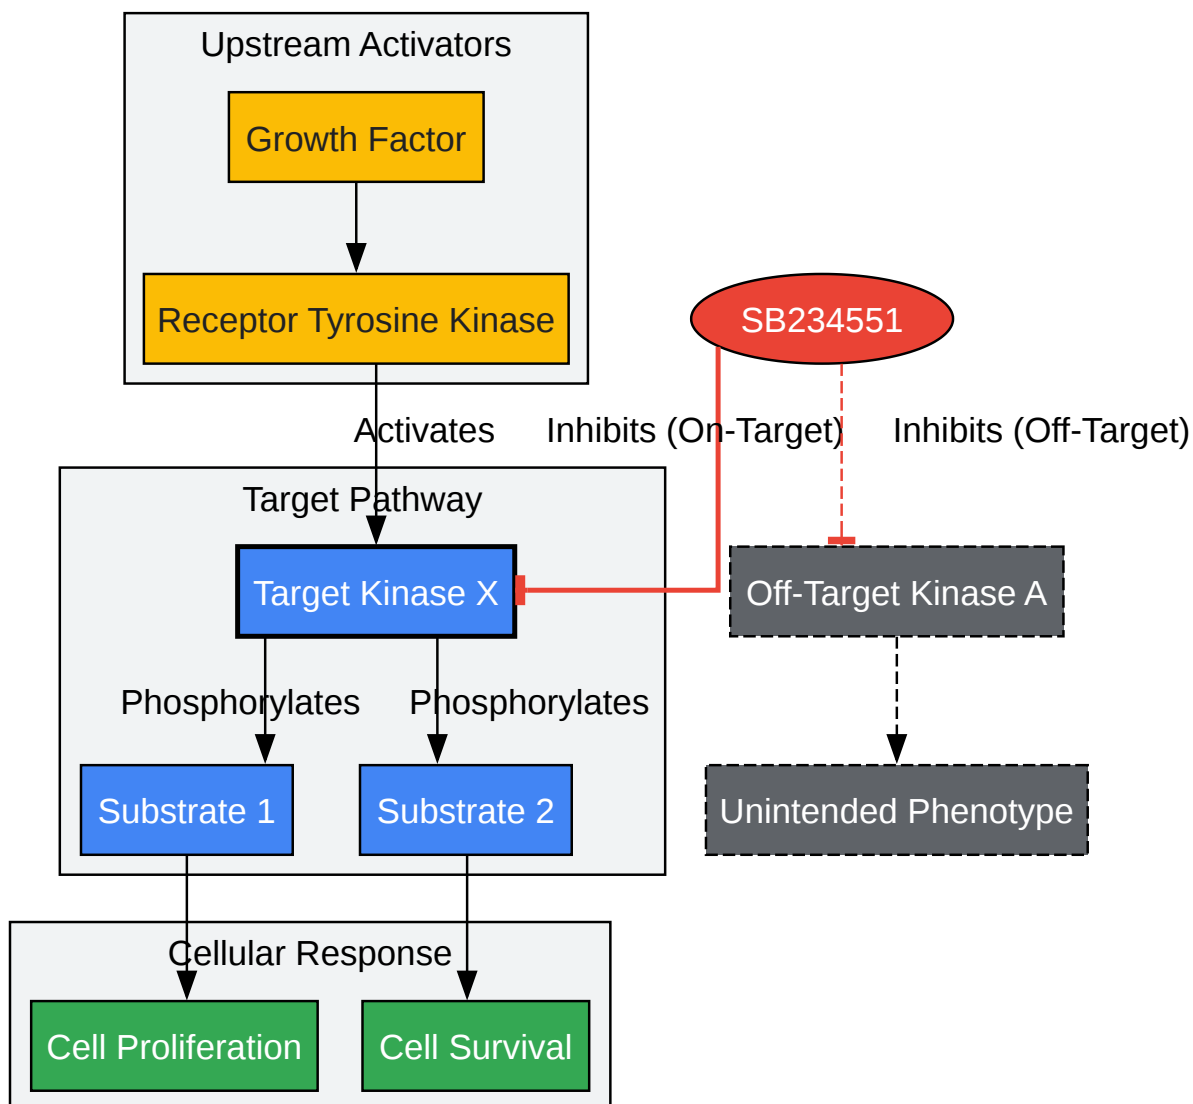 Upstream Activators
Growth Factor
Receptor Tyrosine Kinase
SB234551
Activates
Inhibits (On-Target)
Inhibits (Off-Target)
Target Pathway
Target Kinase X
Off-Target Kinase A
Phosphorylates
Phosphorylates
Substrate 1
Substrate 2
Unintended Phenotype
Cellular Response
Cell Proliferation
Cell Survival